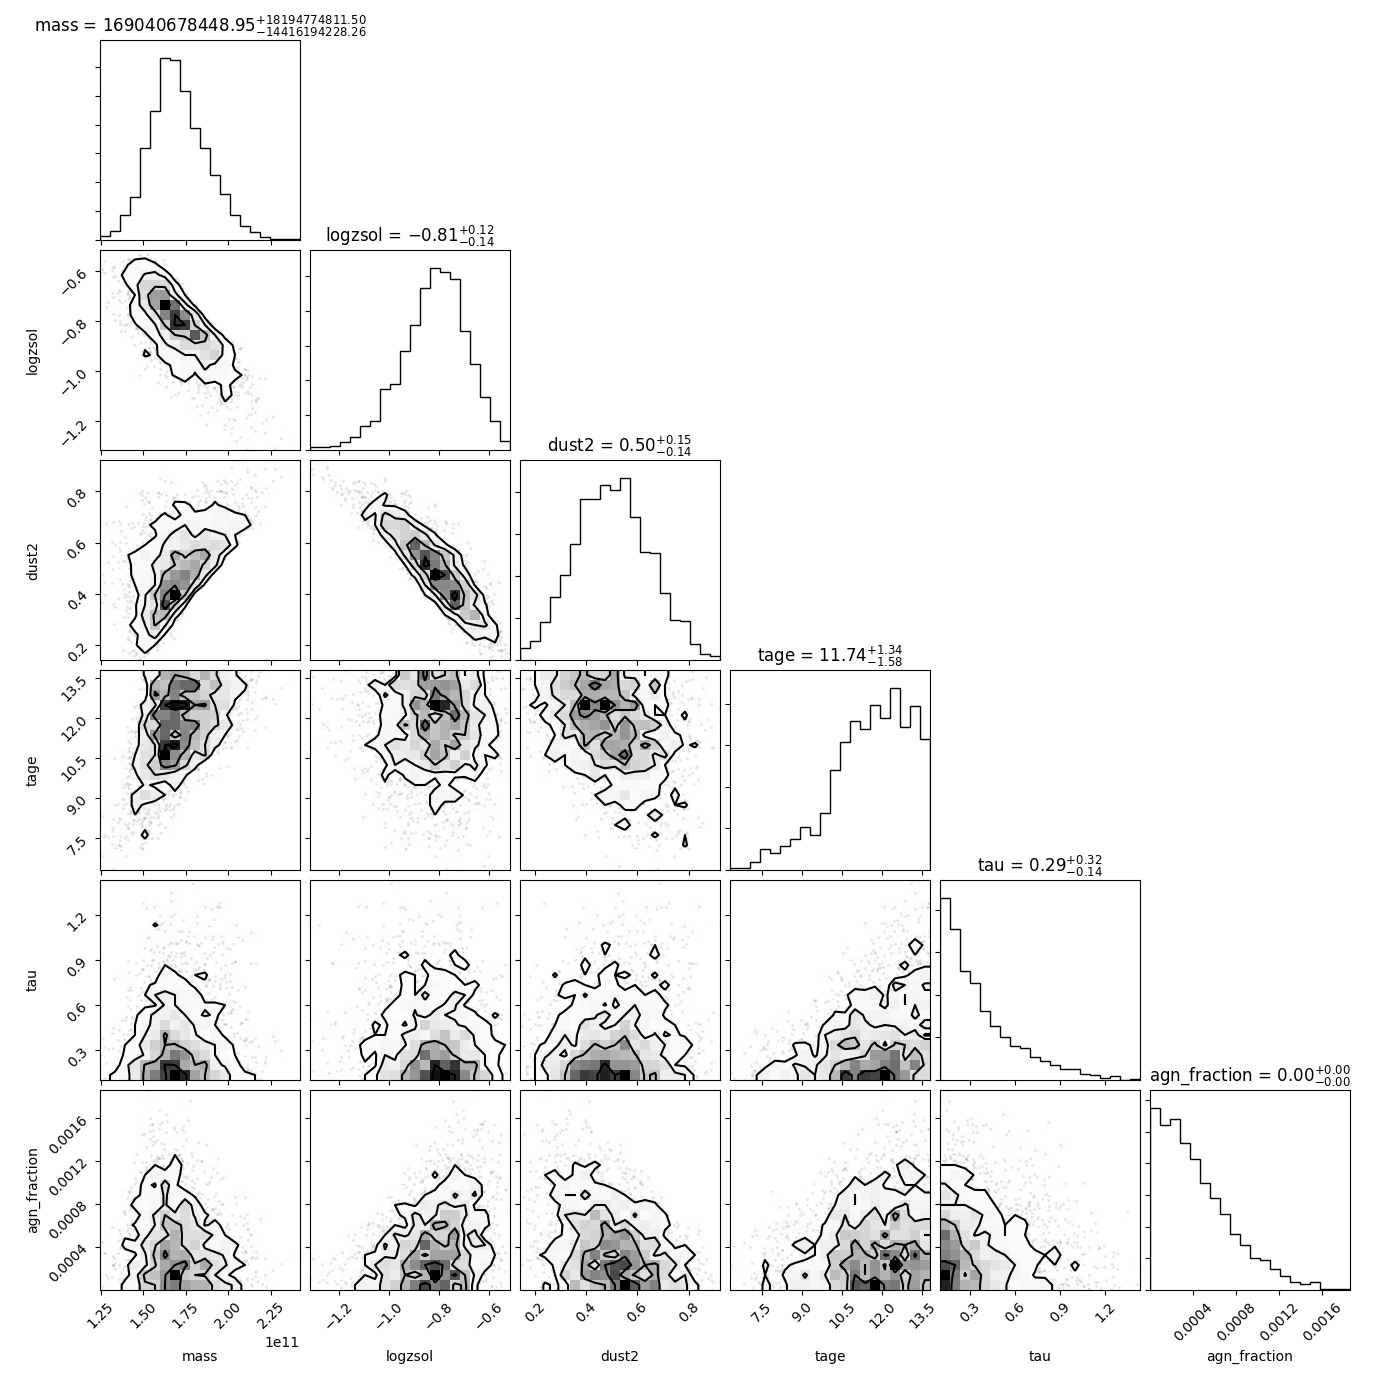 mass = 169040678448.95+18194774811.50−14416194228.26
logzsol = −0.81+0.12−0.14
−0.6
−0.8
−1.0
−1.2
logzsol
dust2 = 0.50+0.15−0.14
0.8
0.6
0.4
0.2
dust2
tage = 11.74+1.34−1.58
13.5
12.0
10.5
9.0
7.5
tage
tau = 0.29+0.32−0.14
1.2
0.9
0.6
0.3
tau
agn_fraction = 0.00+0.00−0.00
0.0016
0.0012
0.0008
0.0004
agn_fraction
1.25 1.50 1.75 2.00 2.25
1e11
mass
−1.2 −1.0 −0.8 −0.6
logzsol
0.2 0.4 0.6 0.8
dust2
7.5 9.0 10.5 12.0 13.5
tage
0.3 0.6 0.9 1.2
tau
0.0004 0.0008 0.0012 0.0016
agn_fraction